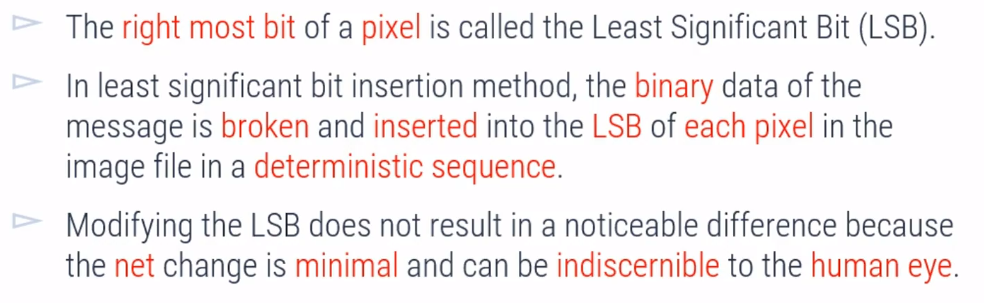 The right most bit of a pixel is called the Least Significant Bit (LSB).
In least significant bit insertion method, the binary data of the
message is broken and inserted into the LSB of each pixel in the
image file in a deterministic sequence.
Modifying the LSB does not result in a noticeable difference because
the net change is minimal and can be indiscernible to the human eye.